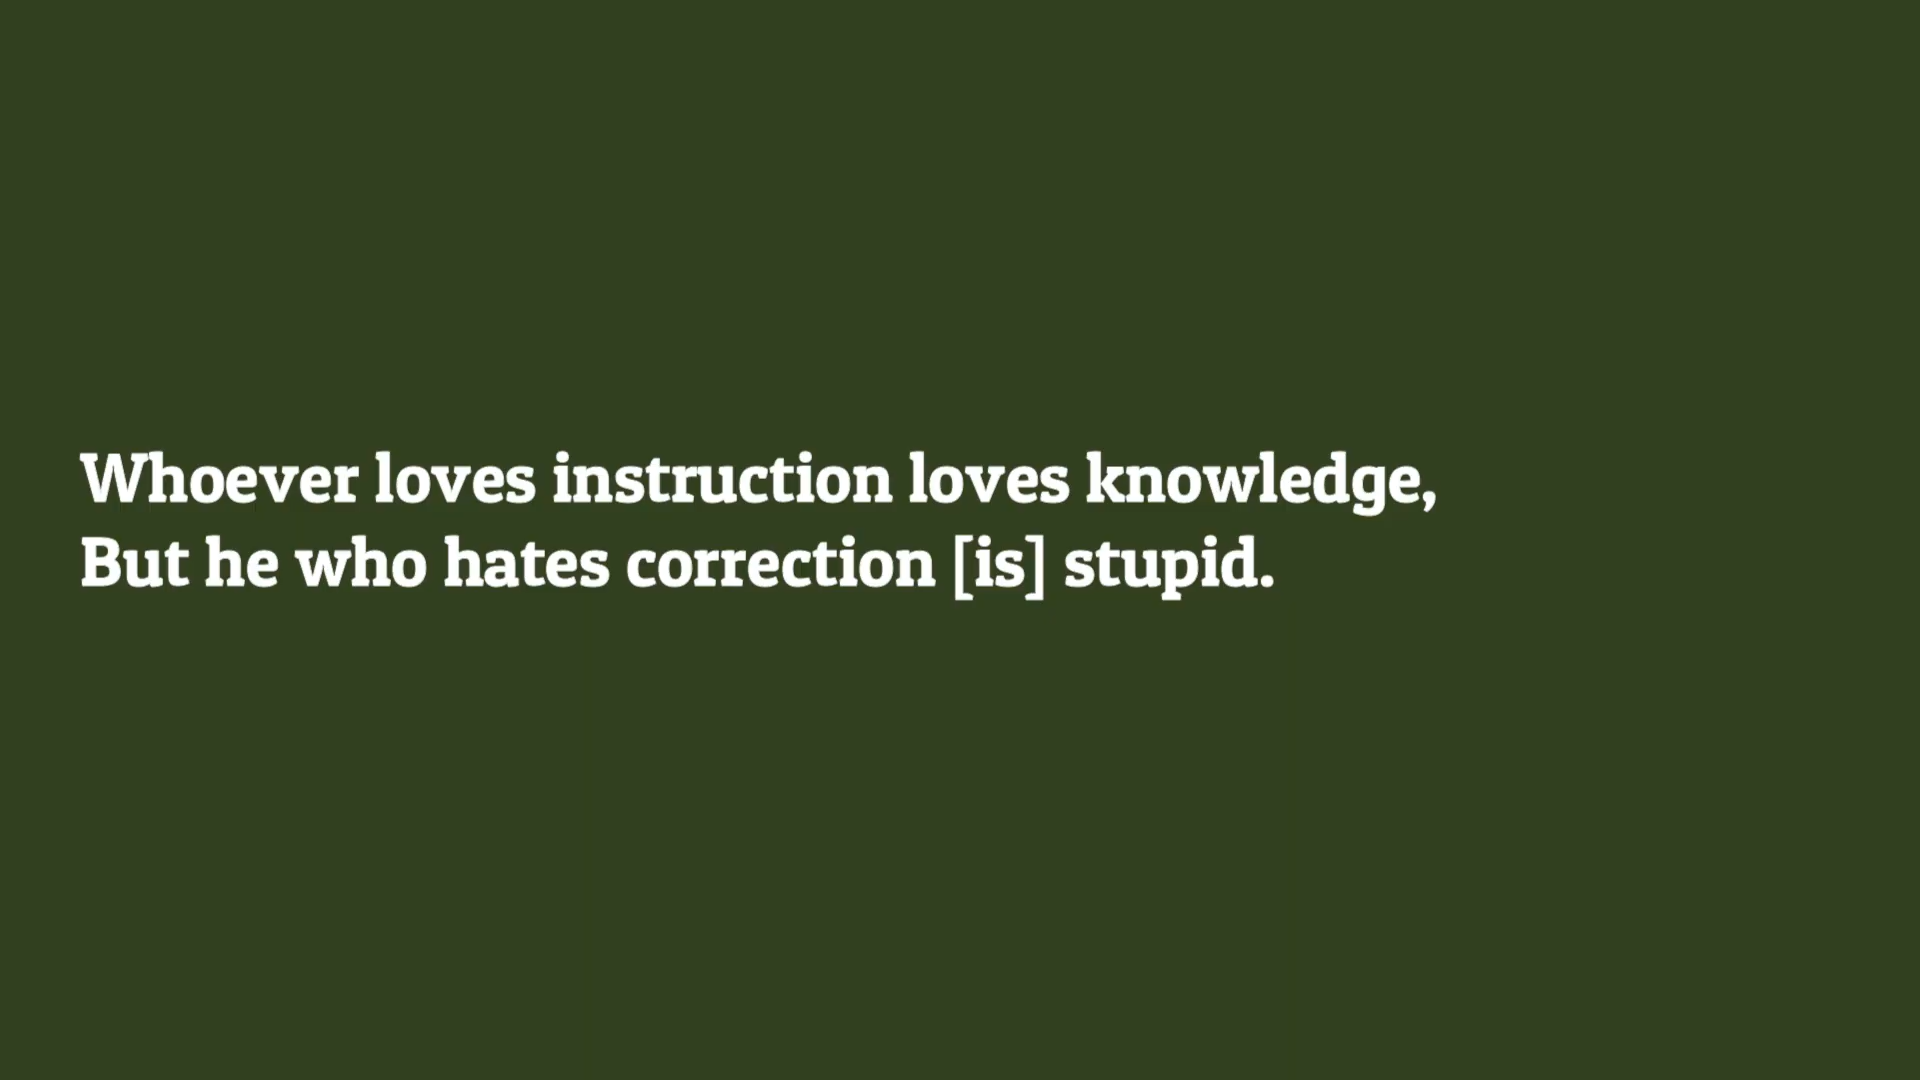 Whoever loves instruction loves knowledge,
But he who hates correction [is] stupid.